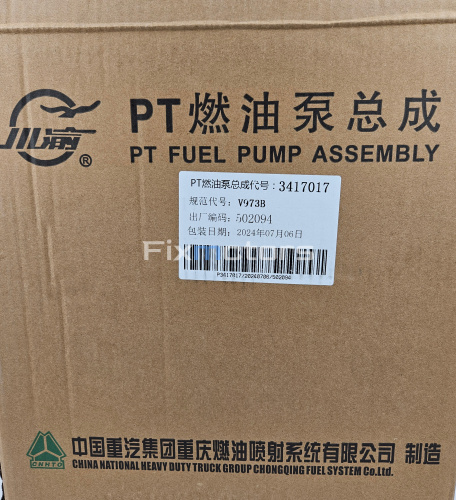 川渝®
PT燃油泵总成
PT FUEL PUMP ASSEMBLY
PT燃油泵总成代号:3417017
规范代号: V973B
出厂编码: 502094
包装日期: 2024年07月06日
FixMotors
CNHTC
中国重汽集团重庆燃油喷射系统有限公司 制造
CHINA NATIONAL HEAVY DUTY TRUCK GROUP CHONGQING FUEL SYSTEM Co.Ltd.